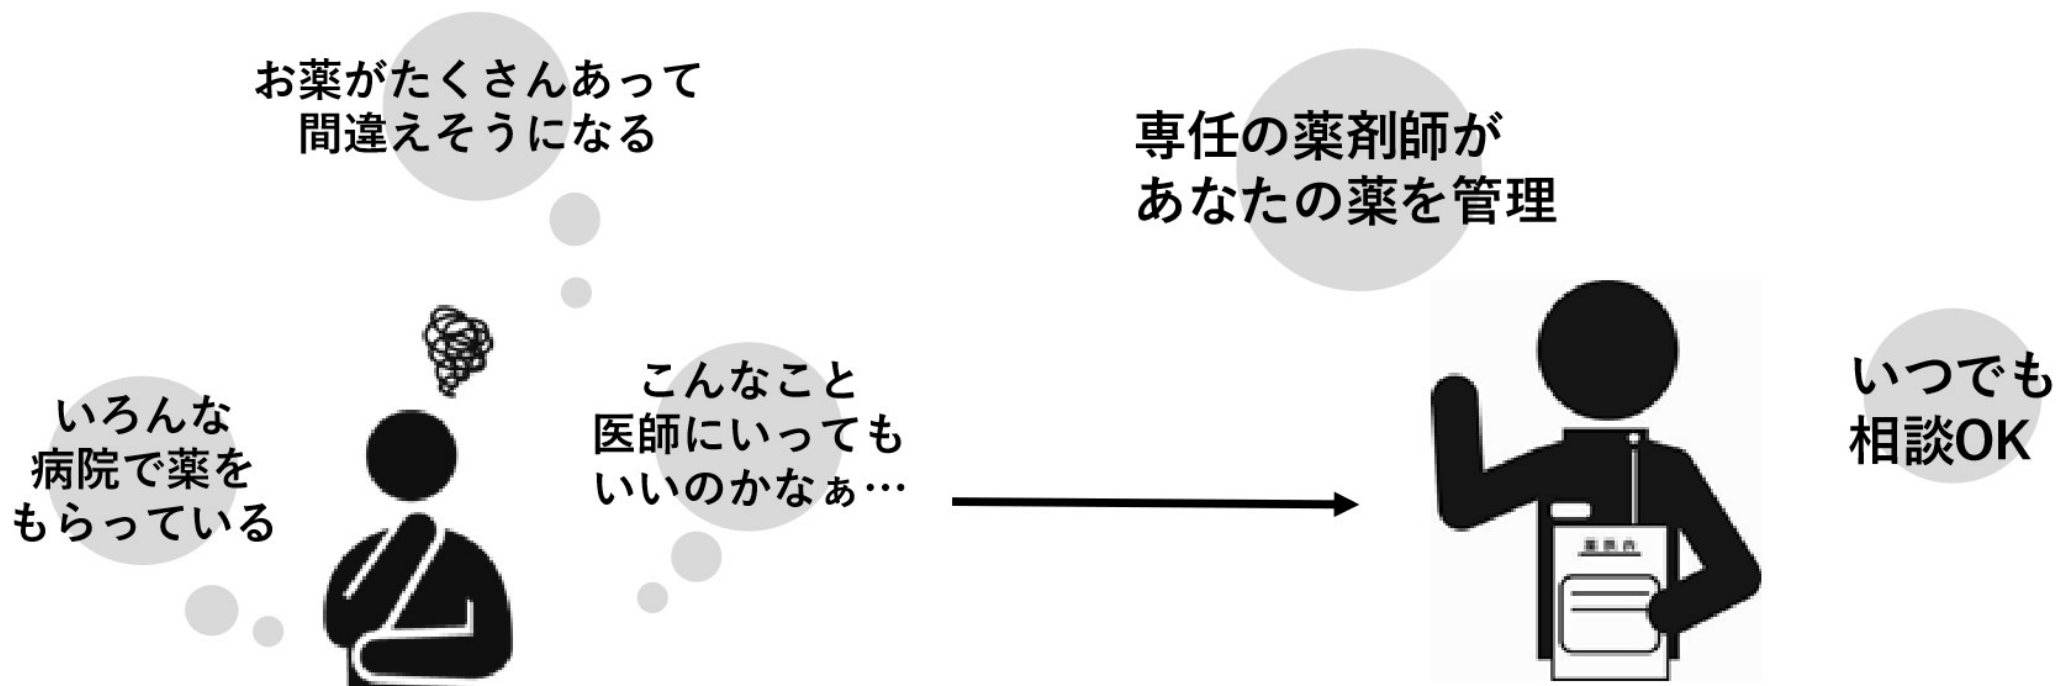 お薬がたくさんあって
間違えそうになる
いろんな
病院で薬を
もらっている
こんなこと
医師にいっても
いいのかなぁ…
専任の薬剤師が
あなたの薬を管理
いつでも
相談OK